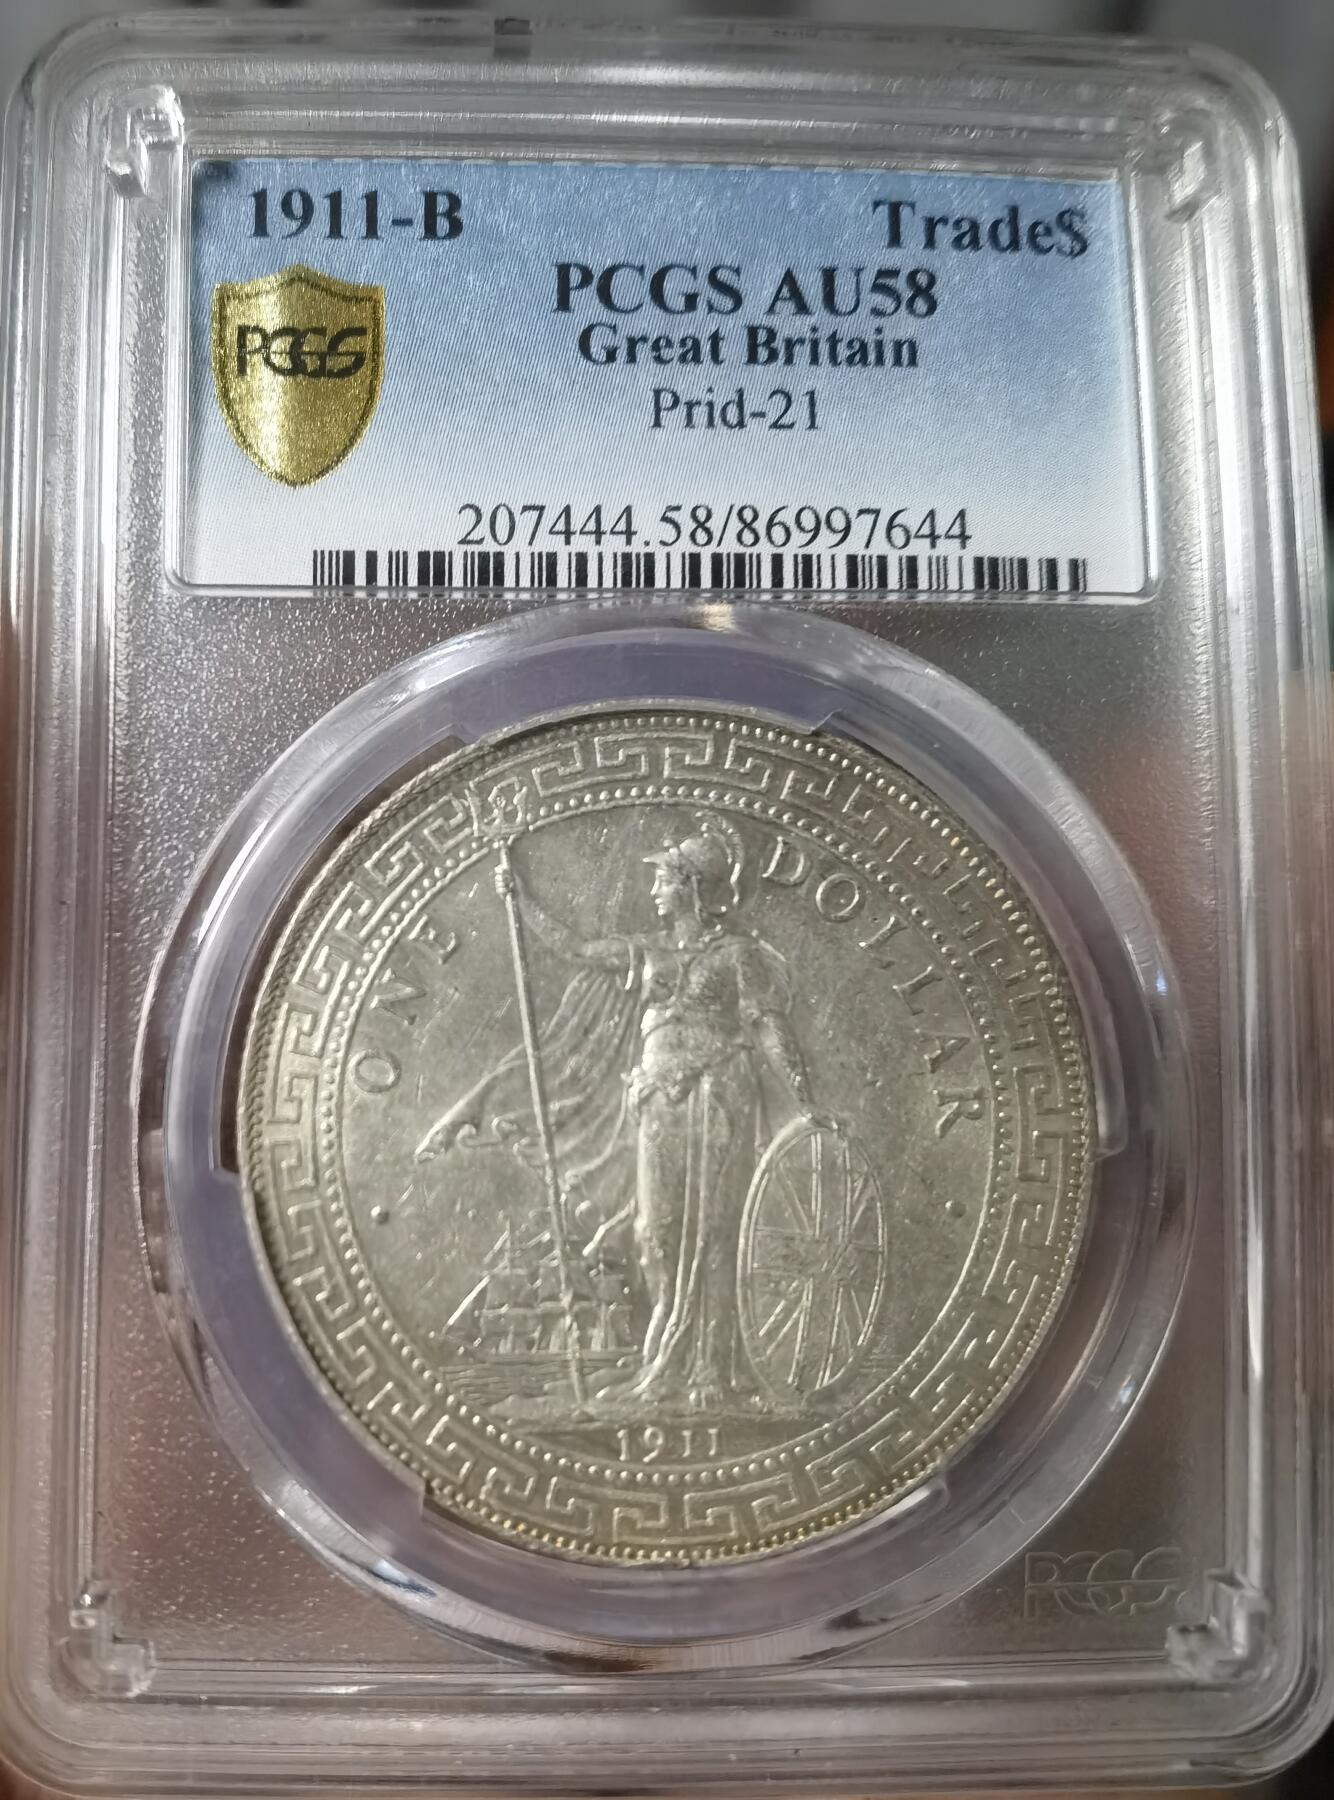 1911-B Trade$
PCGS AU58
Great Britain
Prid-21
PCGS
207444.58/86997644
ONE DOLLAR
1911
PCGS